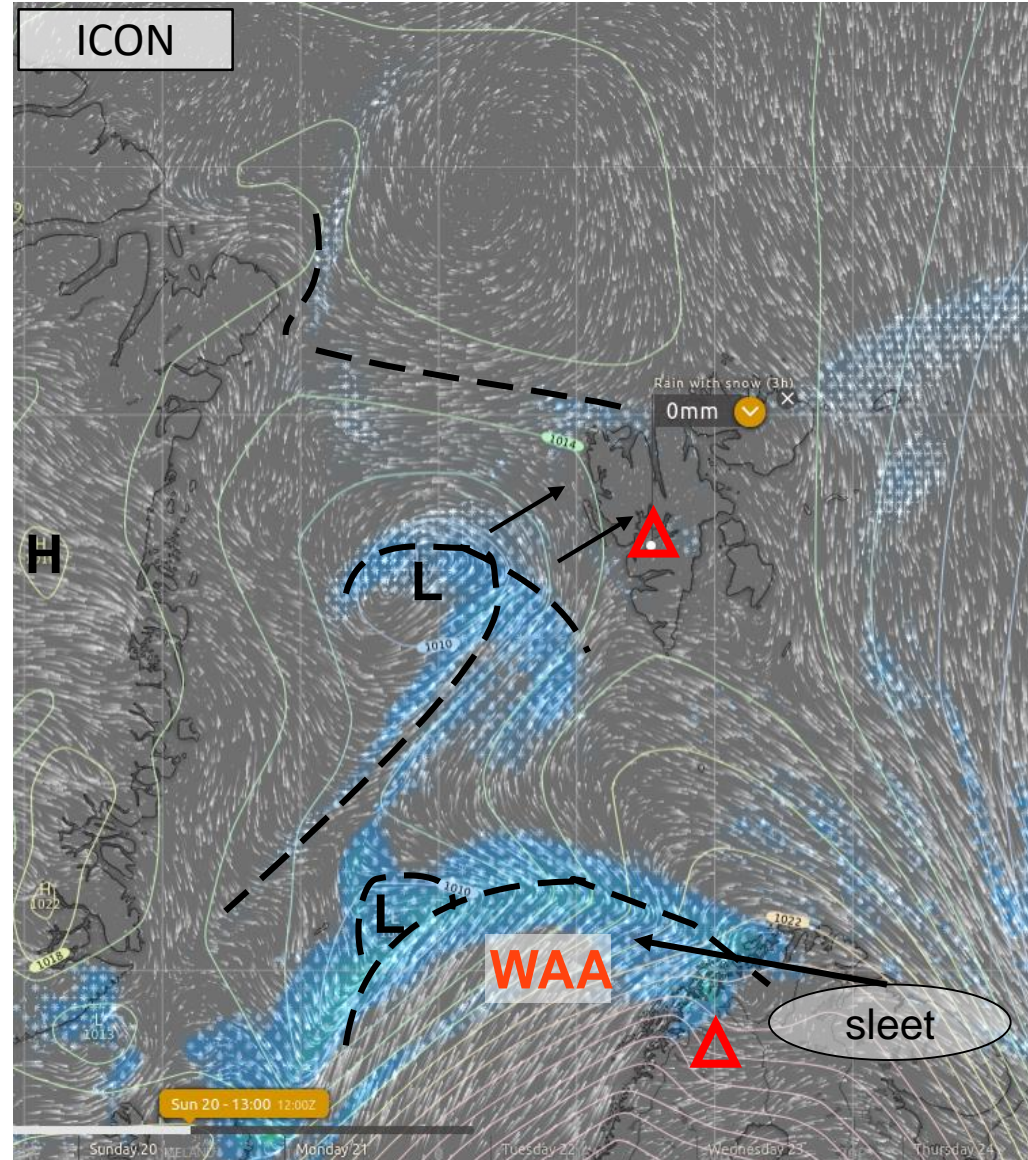 ICON
Rain with snow (3h)
0mm
1014
H
L
1010
H
1022
1010
L
1022
1018
WAA
sleet
1013
Sun 20 - 13:00 12:00Z
Sunday 20
Monday 21
Tuesday 22
Wednesday 23
Thursday 24